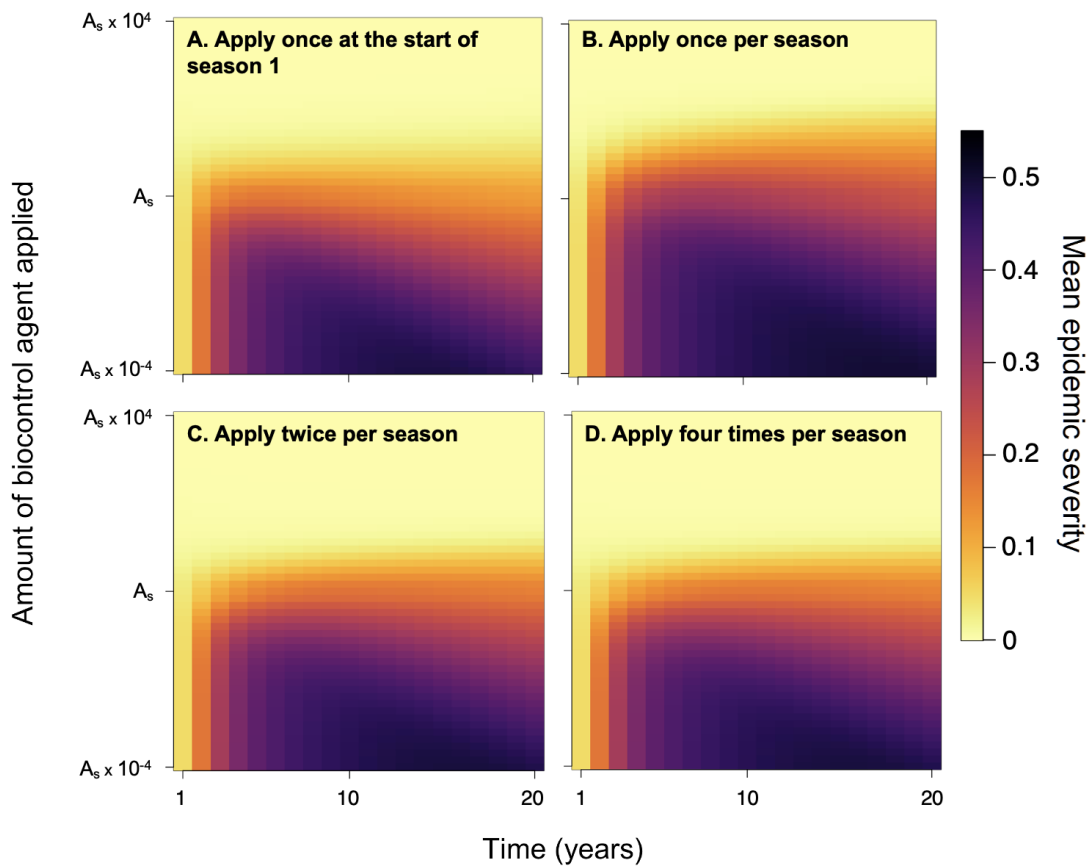 A. Apply once at the start of
season 1
B. Apply once per season
C. Apply twice per season
D. Apply four times per season
Amount of biocontrol agent applied
Aₛ x 10⁴
Aₛ
Aₛ x 10⁻⁴
Aₛ x 10⁴
Aₛ
Aₛ x 10⁻⁴
1
10
20
1
10
20
Time (years)
0.5
0.4
0.3
0.2
0.1
0
Mean epidemic severity